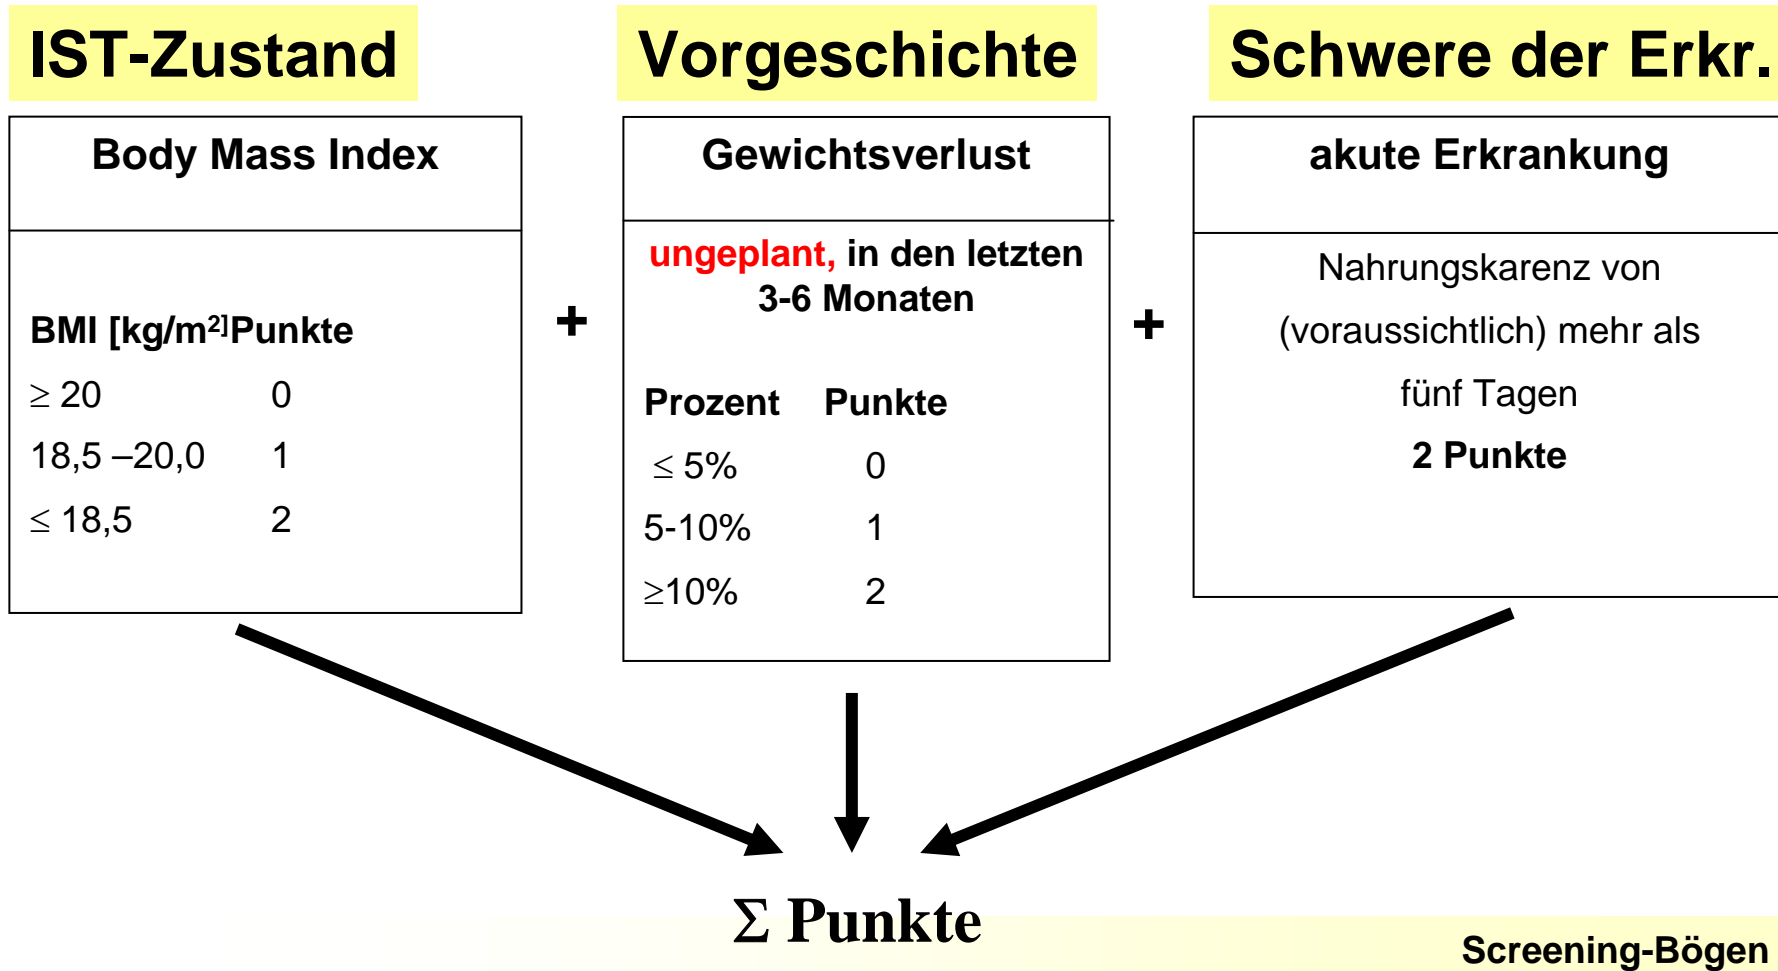 IST-Zustand
Vorgeschichte
Schwere der Erkr.
Body Mass Index
BMI [kg/m²]Punkte
≥ 20 0
18,5 –20,0 1
≤ 18,5 2
+
Gewichtsverlust
ungeplant, in den letzten
3-6 Monaten
Prozent Punkte
≤ 5% 0
5-10% 1
≥10% 2
+
akute Erkrankung
Nahrungskarenz von
(voraussichtlich) mehr als
fünf Tagen
2 Punkte
Σ Punkte
Screening-Bögen